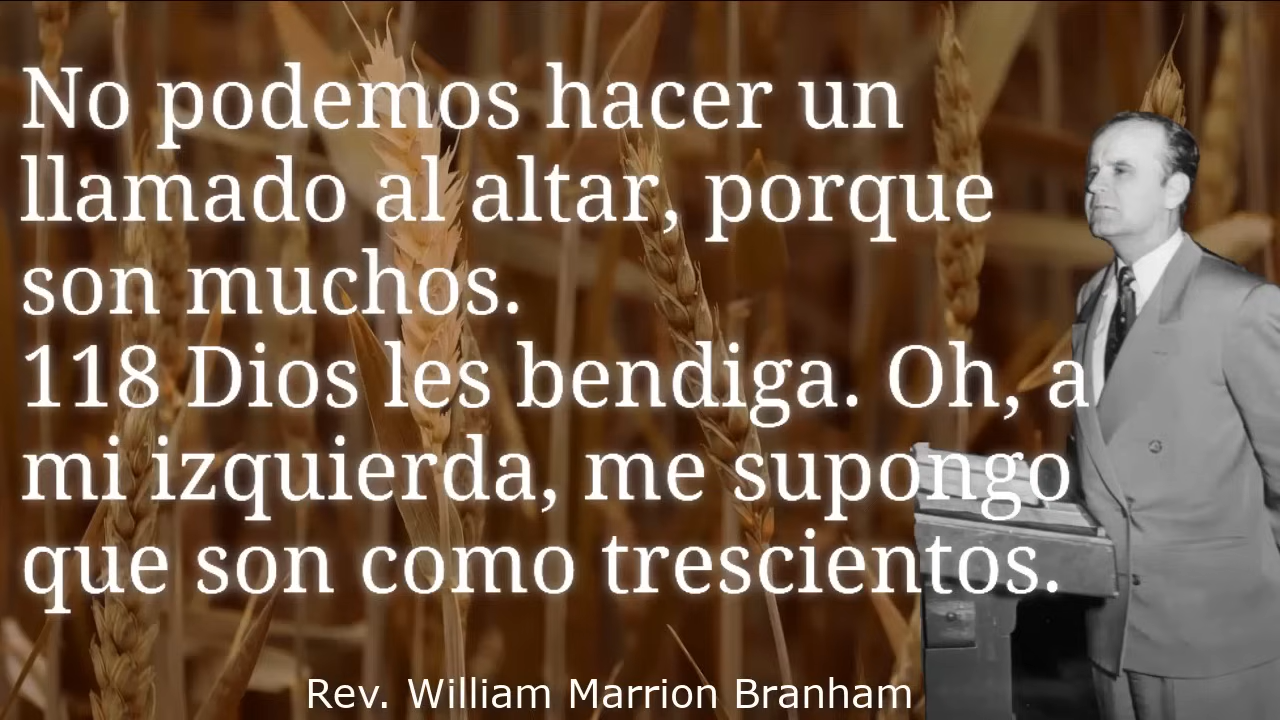 No podemos hacer un
llamado al altar, porque
son muchos.
118 Dios les bendiga. Oh, a
mi izquierda, me supongo
que son como trescientos.
Rev. William Marrion Branham